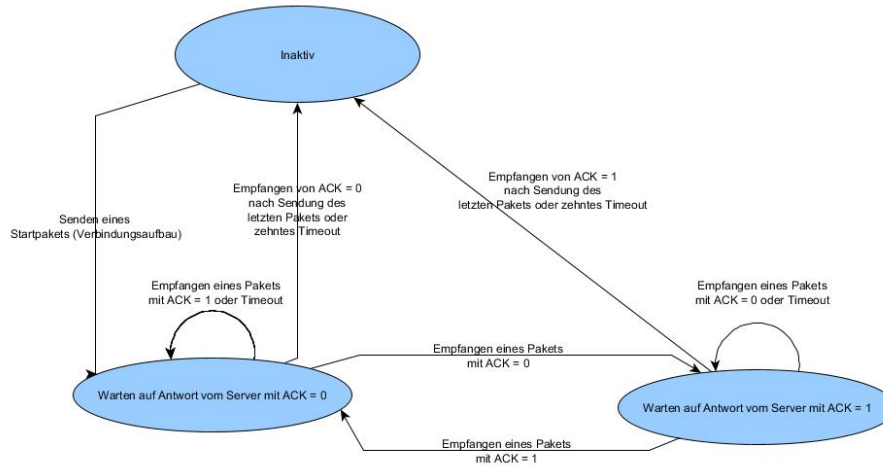 Inaktiv
Senden eines
Startpakets (Verbindungsaufbau)
Empfangen von ACK = 0
nach Sendung des
letzten Pakets oder
zehntes Timeout
Empfangen von ACK = 1
nach Sendung des
letzten Pakets oder zehntes Timeout
Empfangen eines Pakets
mit ACK = 1 oder Timeout
Empfangen eines Pakets
mit ACK = 0 oder Timeout
Empfangen eines Pakets
mit ACK = 0
Warten auf Antwort vom Server mit ACK = 0
Warten auf Antwort vom Server mit ACK = 1
Empfangen eines Pakets
mit ACK = 1